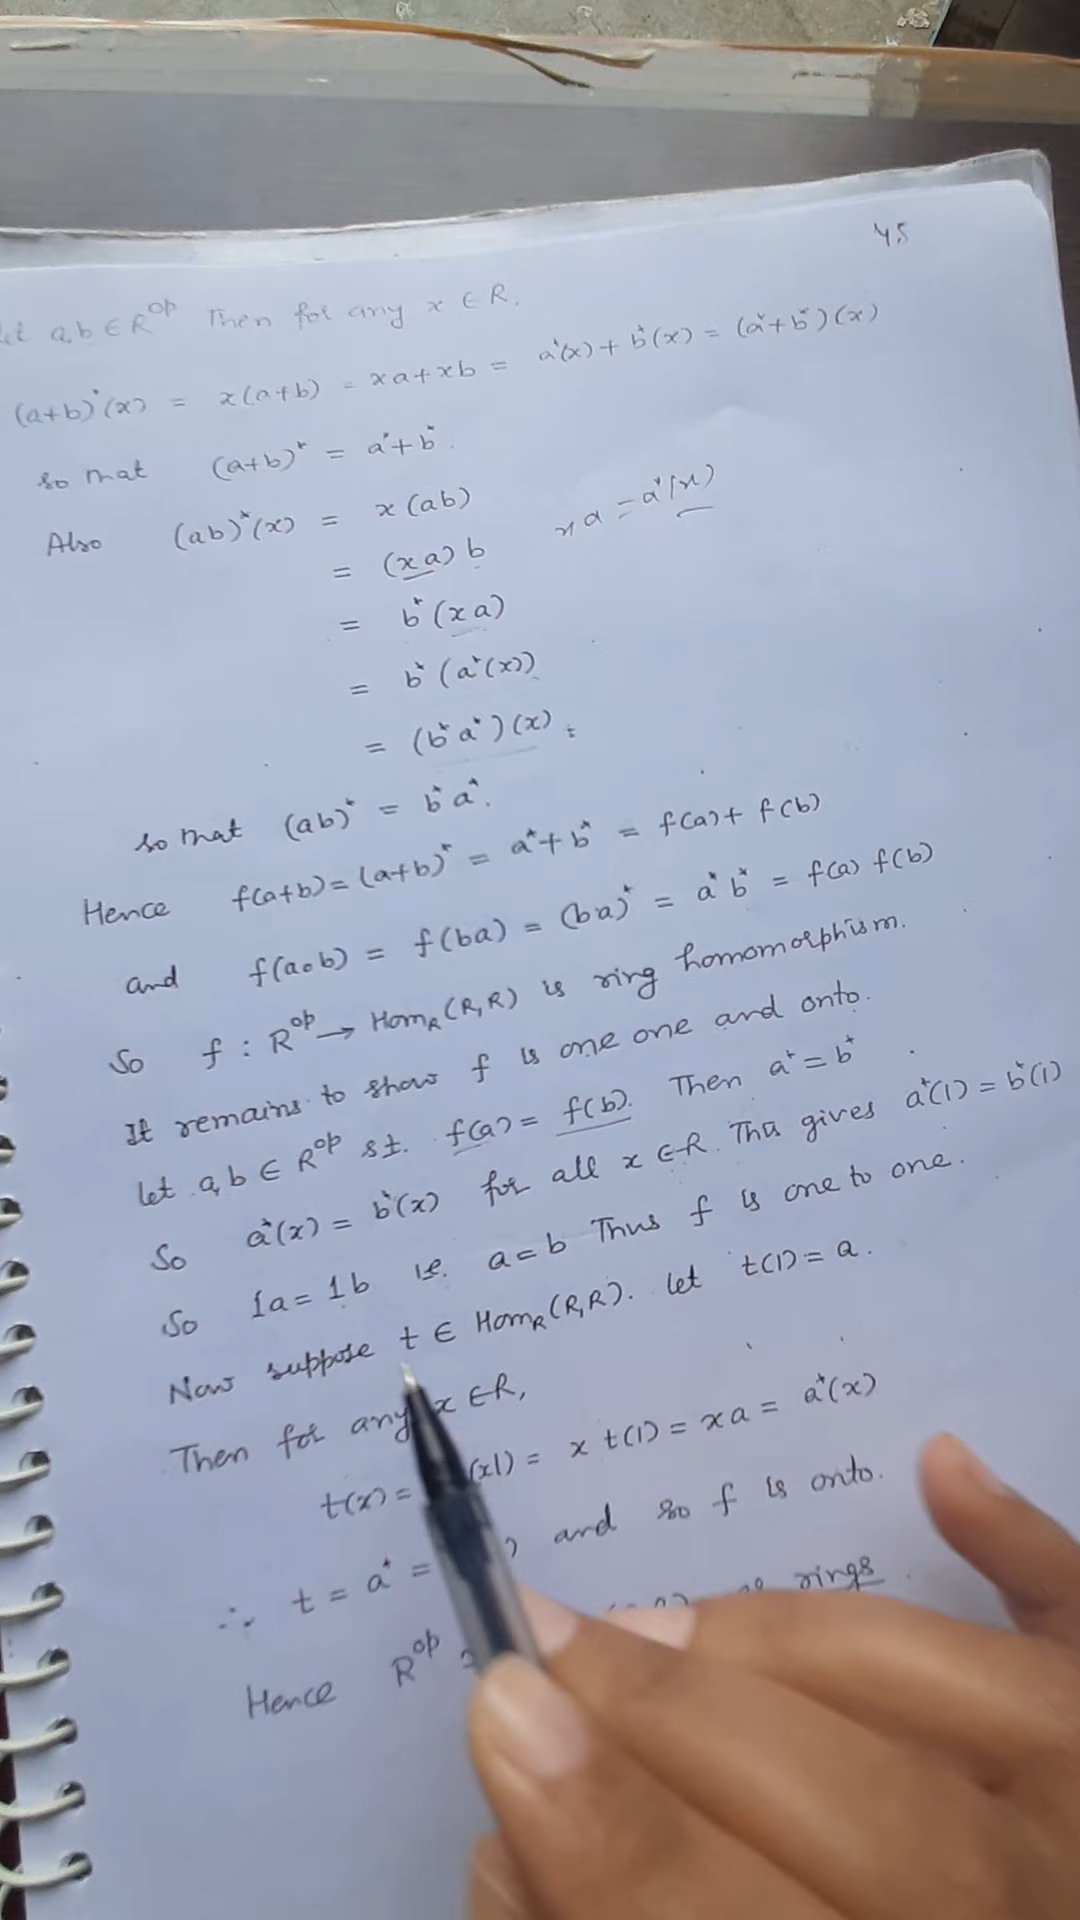 45
Let a,b ∈ R^op Then for any x ∈ R,
(a+b)*(x) = x(a+b) = xa+xb = a*(x) + b*(x) = (a*+b*)(x)
so that (a+b)* = a*+b*.
Also (ab)*(x) = x(ab)
xa = a*(x)
= (xa)b
= b*(xa)
= b*(a*(x))
= (b*a*)(x).
so that (ab)* = b*a*.
Hence f(a+b) = (a+b)* = a*+b* = f(a)+ f(b)
and f(aob) = f(ba) = (ba)* = a*b* = f(a) f(b)
So f : R^op → Hom_R(R,R) is ring homomorphism.
It remains to show f is one one and onto.
Let a,b ∈ R^op s.t. f(a) = f(b). Then a* = b*
So a*(x) = b*(x) for all x ∈ R. This gives a*(1) = b*(1)
So 1a = 1b i.e. a=b Thus f is one to one.
Now suppose t ∈ Hom_R(R,R). Let t(1) = a.
Then for any x ∈ R,
t(x) = (x1) = x t(1) = xa = a*(x)
∴ t = a* = ) and so f is onto.
Hence R^op rings.